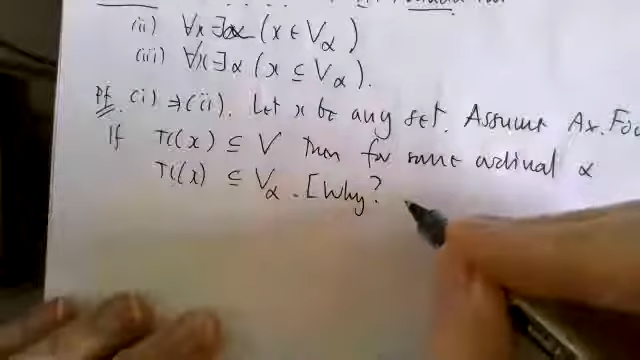 (ii) ∀x∃α (x ∈ V_α)
(iii) ∀x∃α (x ⊆ V_α).
Pf (i) ⇒ (ii). Let x be any set. Assume Ax. Fou
If TC(x) ⊆ V then for some ordinal α
TC(x) ⊆ V_α. [Why?